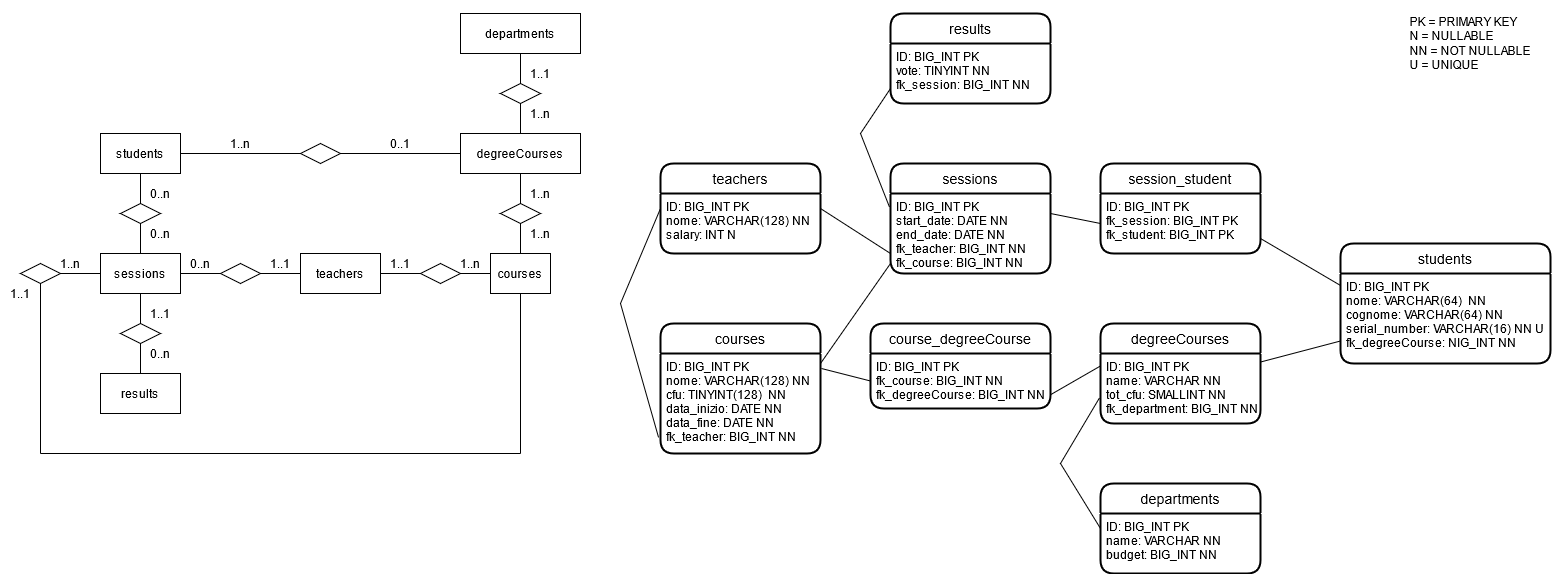 departments
1..1
1..n
students
1..n
0..1
degreeCourses
0..n
0..n
1..n
1..n
1..n
1..1
sessions
0..n
1..1
teachers
1..1
1..n
courses
1..1
0..n
results
results
ID: BIG_INT PK
vote: TINYINT NN
fk_session: BIG_INT NN
PK = PRIMARY KEY
N = NULLABLE
NN = NOT NULLABLE
U = UNIQUE
teachers
ID: BIG_INT PK
nome: VARCHAR(128) NN
salary: INT N
sessions
ID: BIG_INT PK
start_date: DATE NN
end_date: DATE NN
fk_teacher: BIG_INT NN
fk_course: BIG_INT NN
session_student
ID: BIG_INT PK
fk_session: BIG_INT PK
fk_student: BIG_INT PK
students
ID: BIG_INT PK
nome: VARCHAR(64) NN
cognome: VARCHAR(64) NN
serial_number: VARCHAR(16) NN U
fk_degreeCourse: NIG_INT NN
courses
ID: BIG_INT PK
nome: VARCHAR(128) NN
cfu: TINYINT(128) NN
data_inizio: DATE NN
data_fine: DATE NN
fk_teacher: BIG_INT NN
course_degreeCourse
ID: BIG_INT PK
fk_course: BIG_INT NN
fk_degreeCourse: BIG_INT NN
degreeCourses
ID: BIG_INT PK
name: VARCHAR NN
tot_cfu: SMALLINT NN
fk_department: BIG_INT NN
departments
ID: BIG_INT PK
name: VARCHAR NN
budget: BIG_INT NN